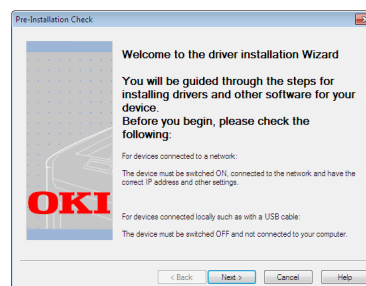 Pre-Installation Check
Welcome to the driver installation Wizard
You will be guided through the steps for
installing drivers and other software for your
device.
Before you begin, please check the
following:
For devices connected to a network:
The device must be switched ON, connected to the network and have the
correct IP address and other settings.
OKI
For devices connected locally such as with a USB cable:
The device must be switched OFF and not connected to your computer.
< Back
Next >
Cancel
Help